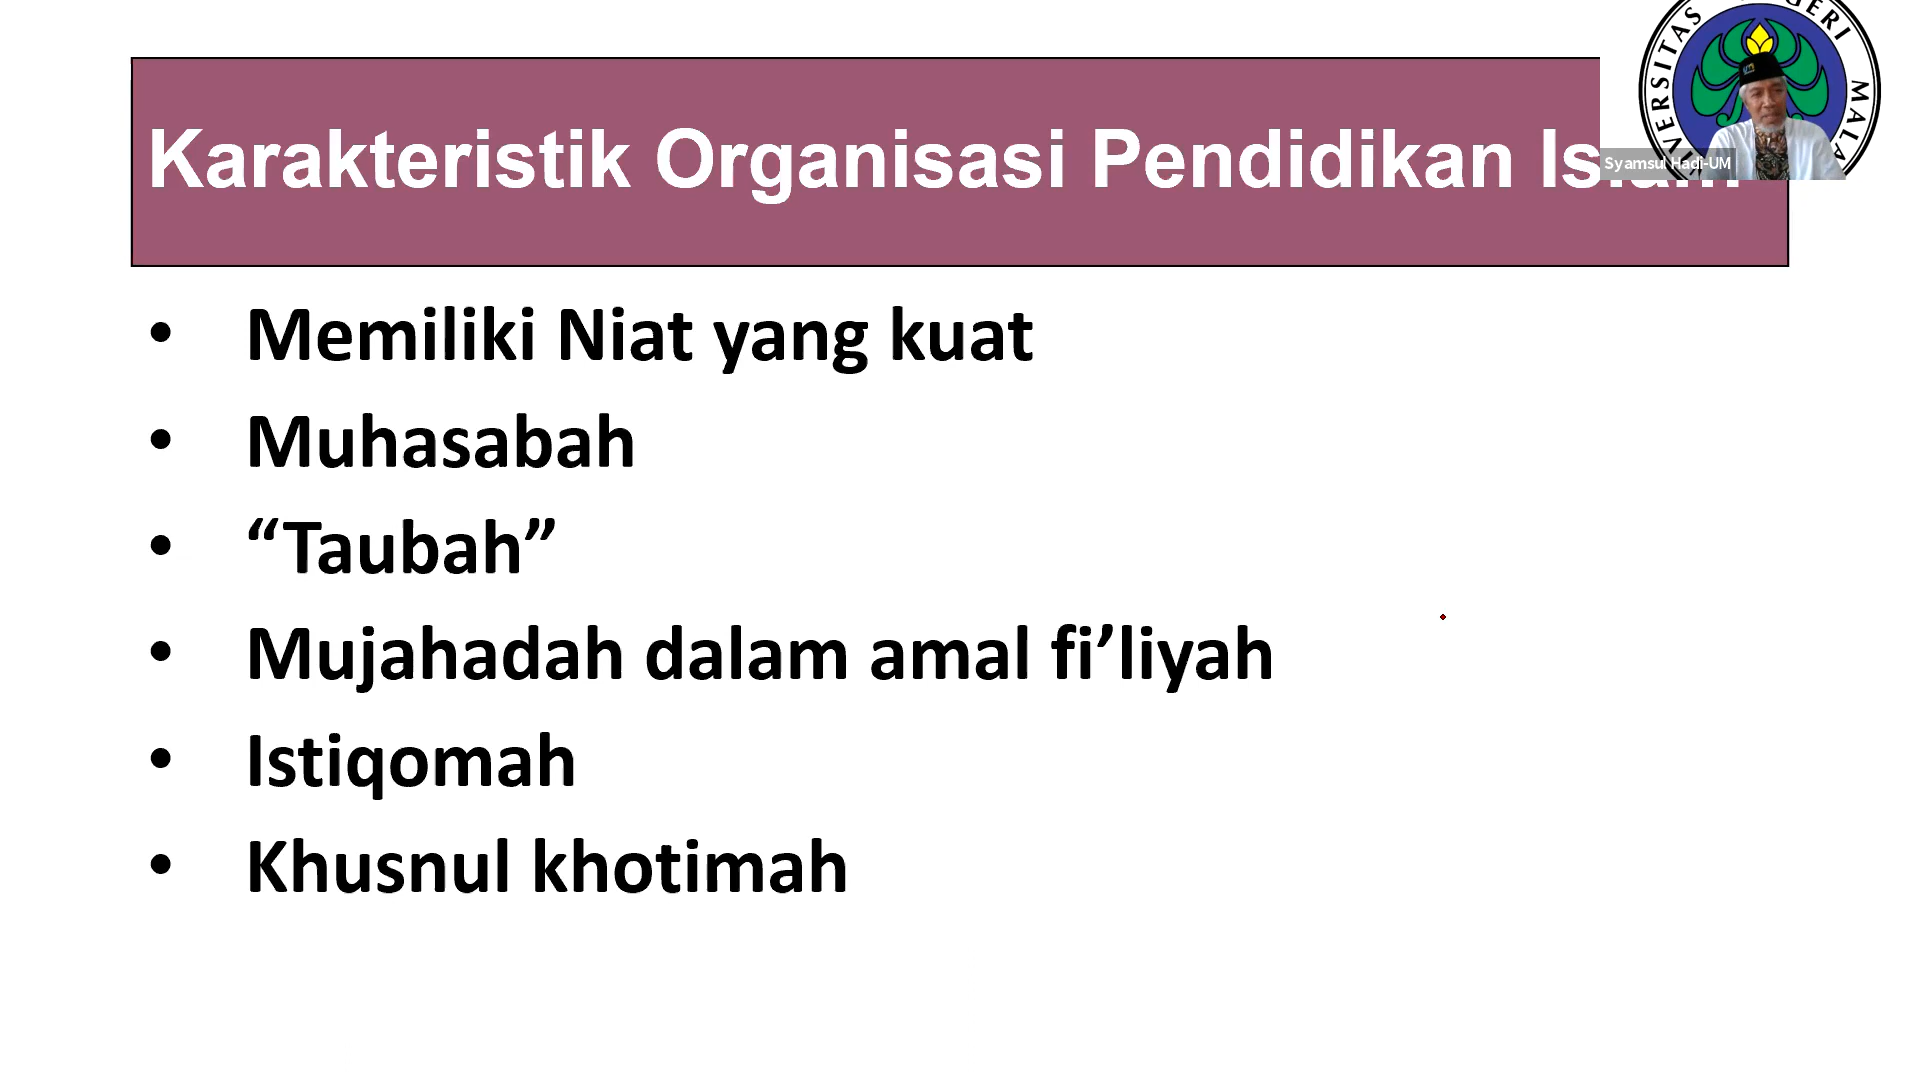 Karakteristik Organisasi Pendidikan Islam
Syamsul Hadi-UM
• Memiliki Niat yang kuat
• Muhasabah
• “Taubah”
• Mujahadah dalam amal fi’liyah
• Istiqomah
• Khusnul khotimah